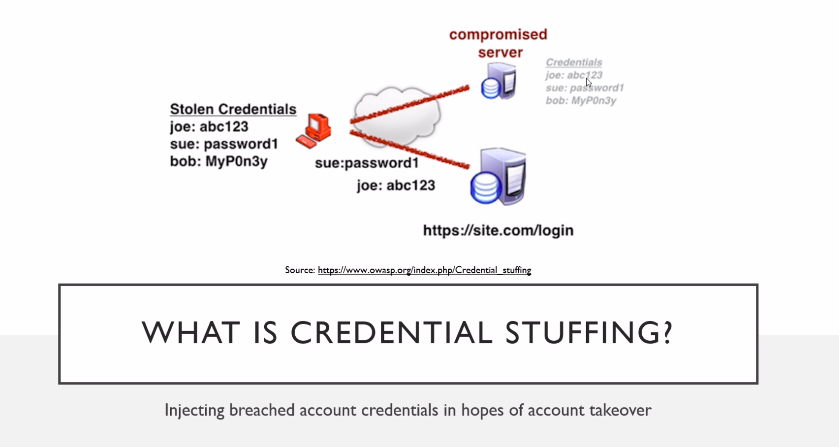 compromised
server
Credentials
joe: abc123
sue: password1
bob: MyP0n3y
Stolen Credentials
joe: abc123
sue: password1
bob: MyP0n3y
sue:password1
joe: abc123
https://site.com/login
Source: https://www.owasp.org/index.php/Credential_stuffing
WHAT IS CREDENTIAL STUFFING?
Injecting breached account credentials in hopes of account takeover